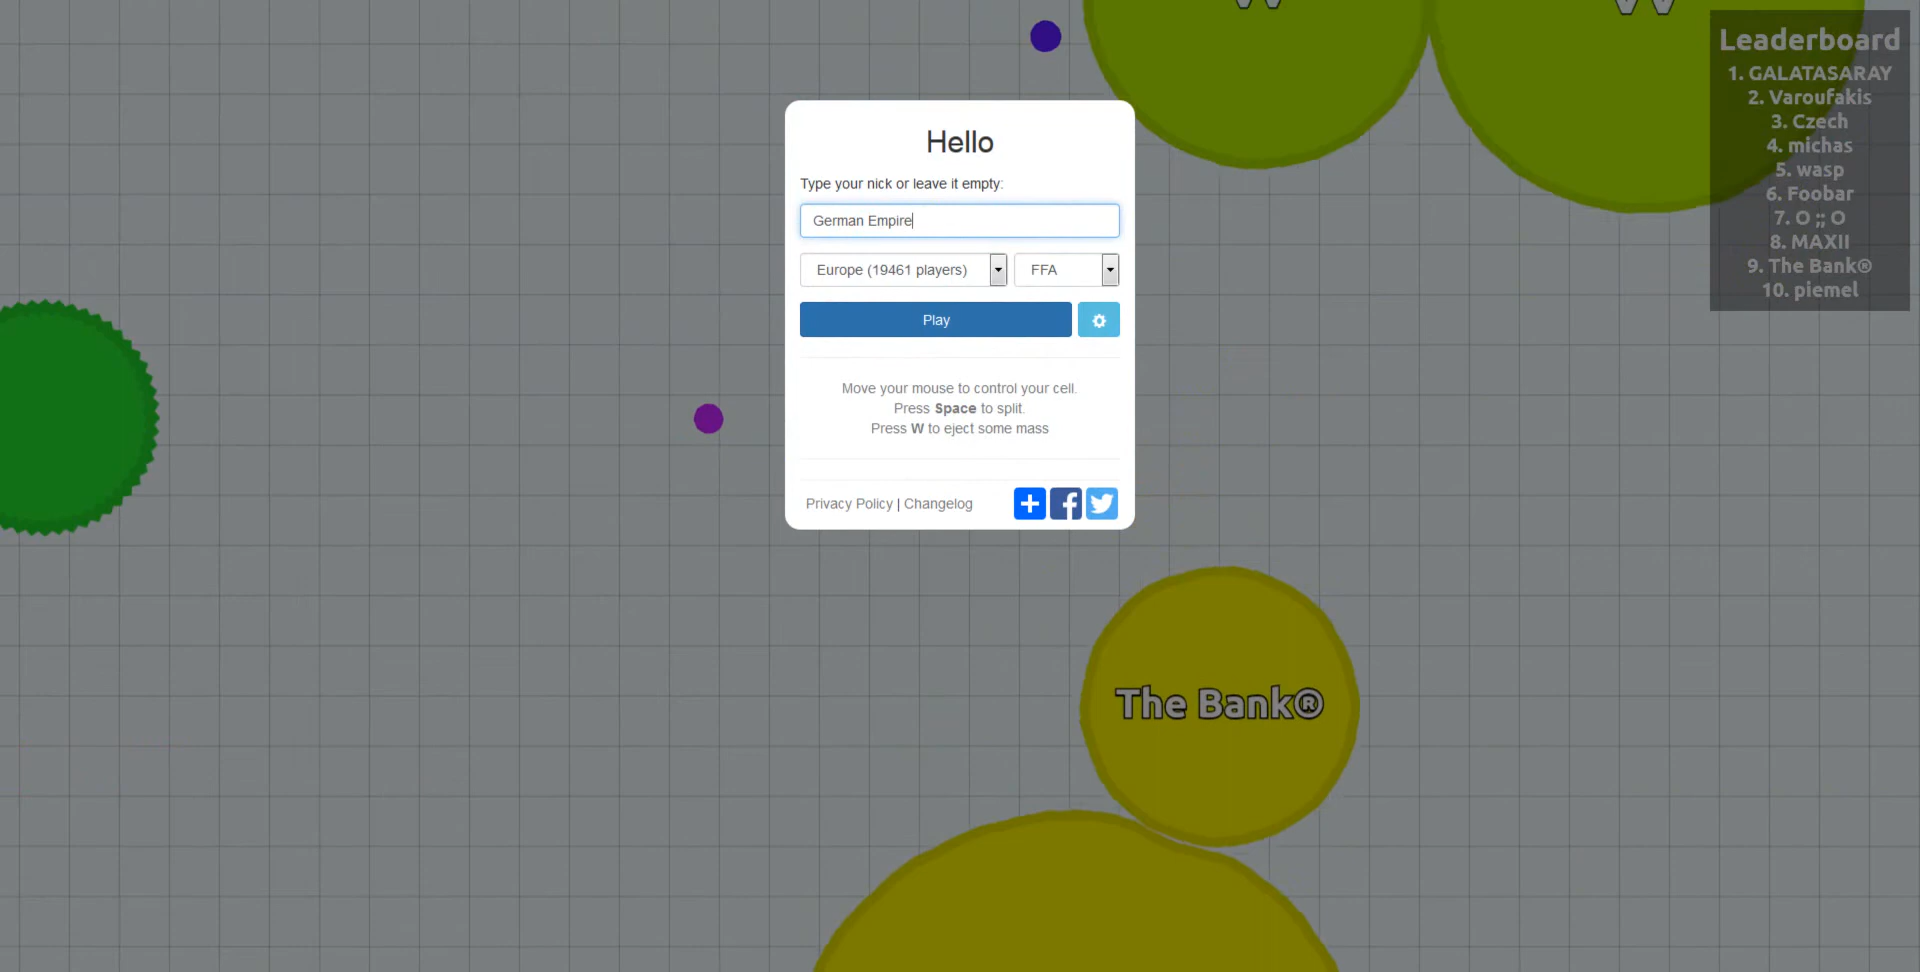 Leaderboard
1. GALATASARAY
2. Varoufakis
3. Czech
4. michas
5. wasp
6. Foobar
7. O ;; O
8. MAXII
9. The Bank®
10. piemel
Hello
Type your nick or leave it empty:
German Empire
Europe (19461 players) FFA
Play
Move your mouse to control your cell.
Press Space to split.
Press W to eject some mass
Privacy Policy | Changelog
The Bank®